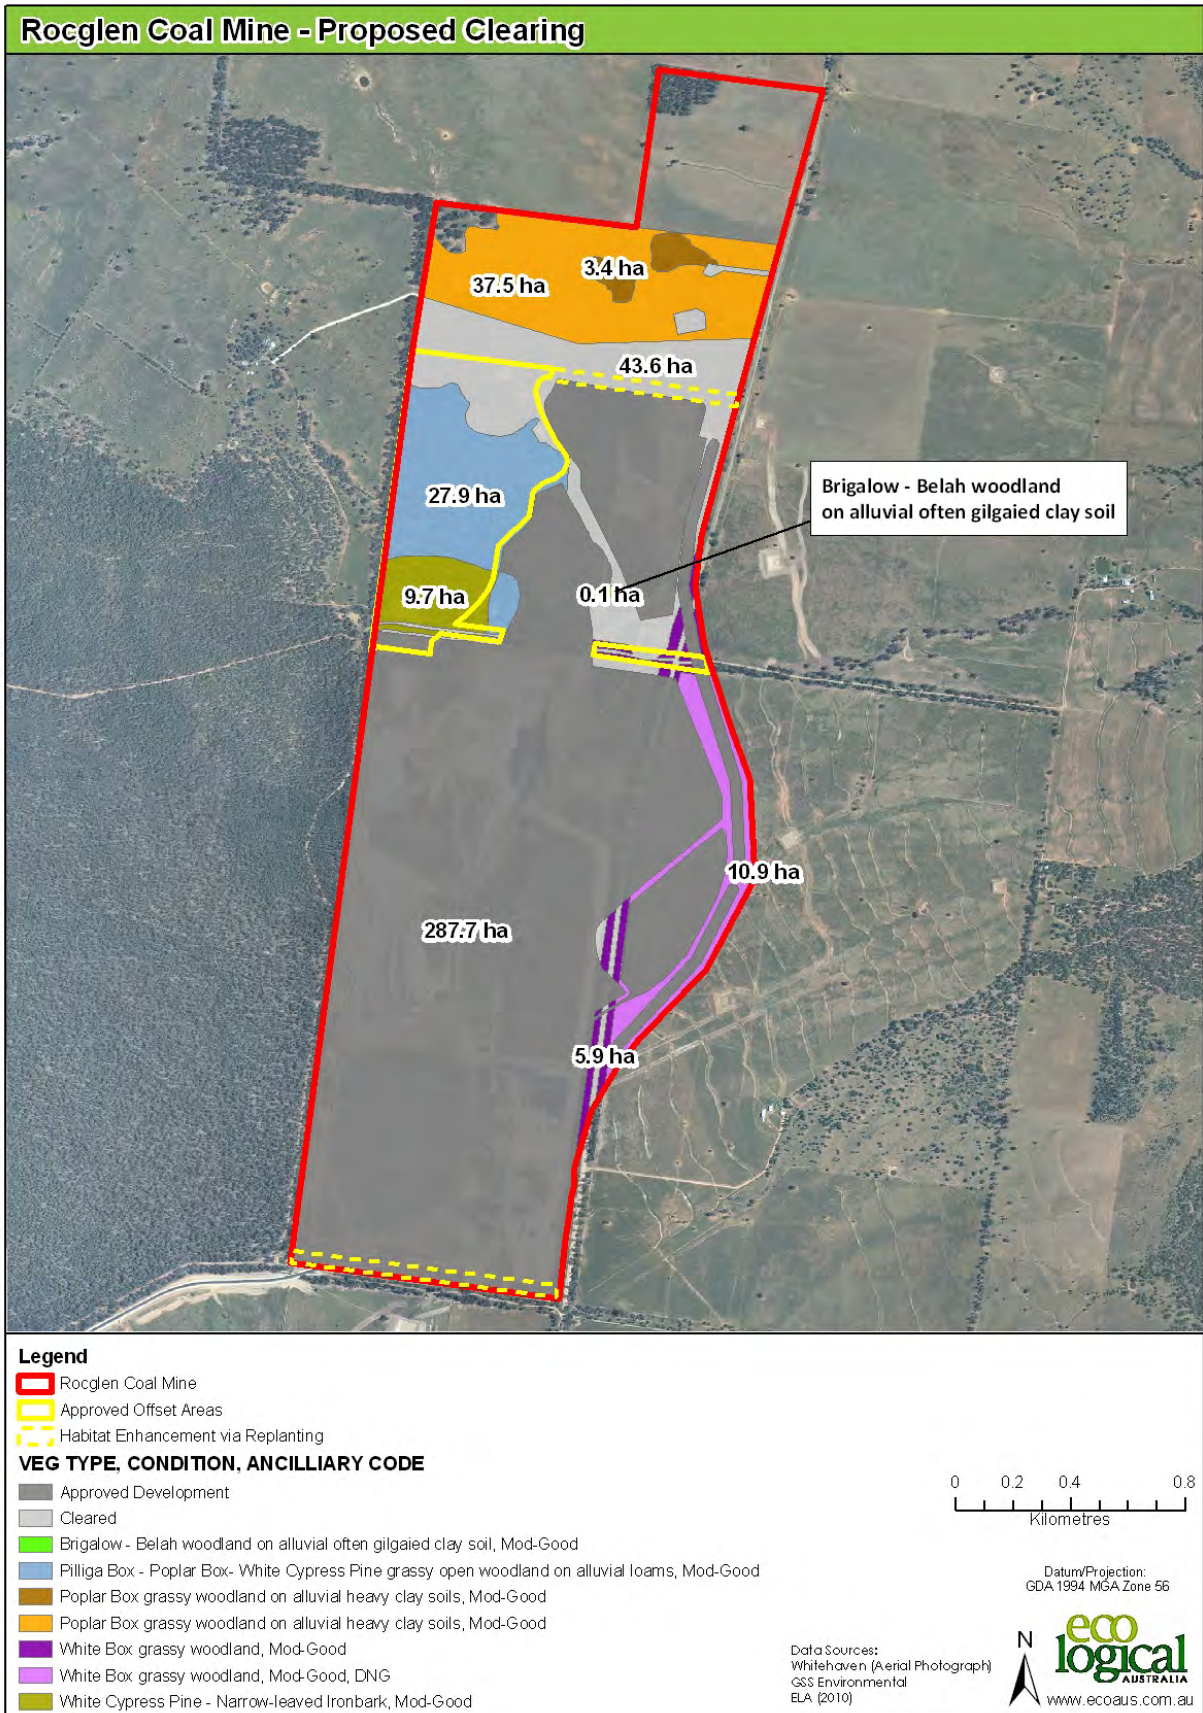 Rocglen Coal Mine - Proposed Clearing
3.4 ha
37.5 ha
43.6 ha
Brigalow - Belah woodland
on alluvial often gilgaied clay soil
27.9 ha
9.7 ha
0.1 ha
10.9 ha
287.7 ha
5.9 ha
Legend
Rocglen Coal Mine
Approved Offset Areas
Habitat Enhancement via Replanting
VEG TYPE, CONDITION, ANCILLIARY CODE
Approved Development
Cleared
Brigalow - Belah woodland on alluvial often gilgaied clay soil, Mod-Good
Pilliga Box - Poplar Box- White Cypress Pine grassy open woodland on alluvial loams, Mod-Good
Poplar Box grassy woodland on alluvial heavy clay soils, Mod-Good
Poplar Box grassy woodland on alluvial heavy clay soils, Mod-Good
White Box grassy woodland, Mod-Good
White Box grassy woodland, Mod-Good, DNG
White Cypress Pine - Narrow-leaved Ironbark, Mod-Good
0 0.2 0.4 0.8
Kilometres
Datum/Projection:
GDA 1994 MGA Zone 56
Data Sources:
Whitehaven (Aerial Photograph)
GSS Environmental
ELA (2010)
N
eco
logical
AUSTRALIA
www.ecoaus.com.au